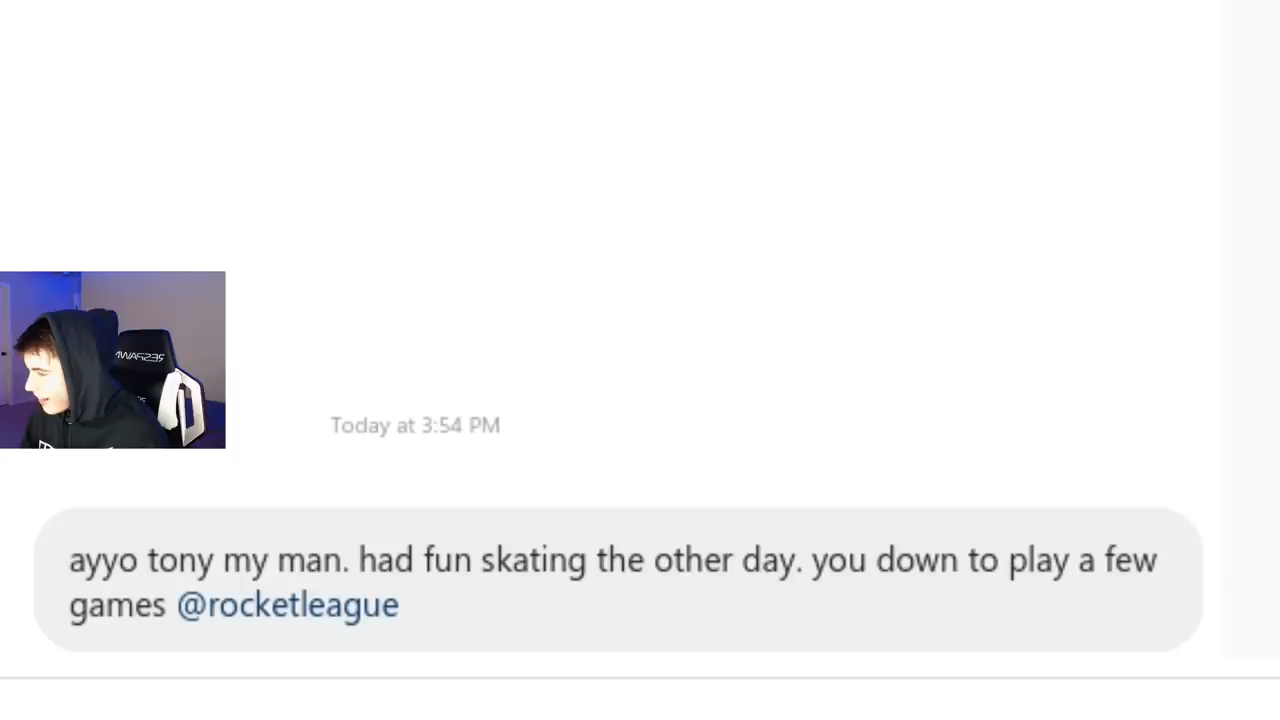 RESPAWN
Today at 3:54 PM
ayyo tony my man. had fun skating the other day. you down to play a few
games @rocketleague